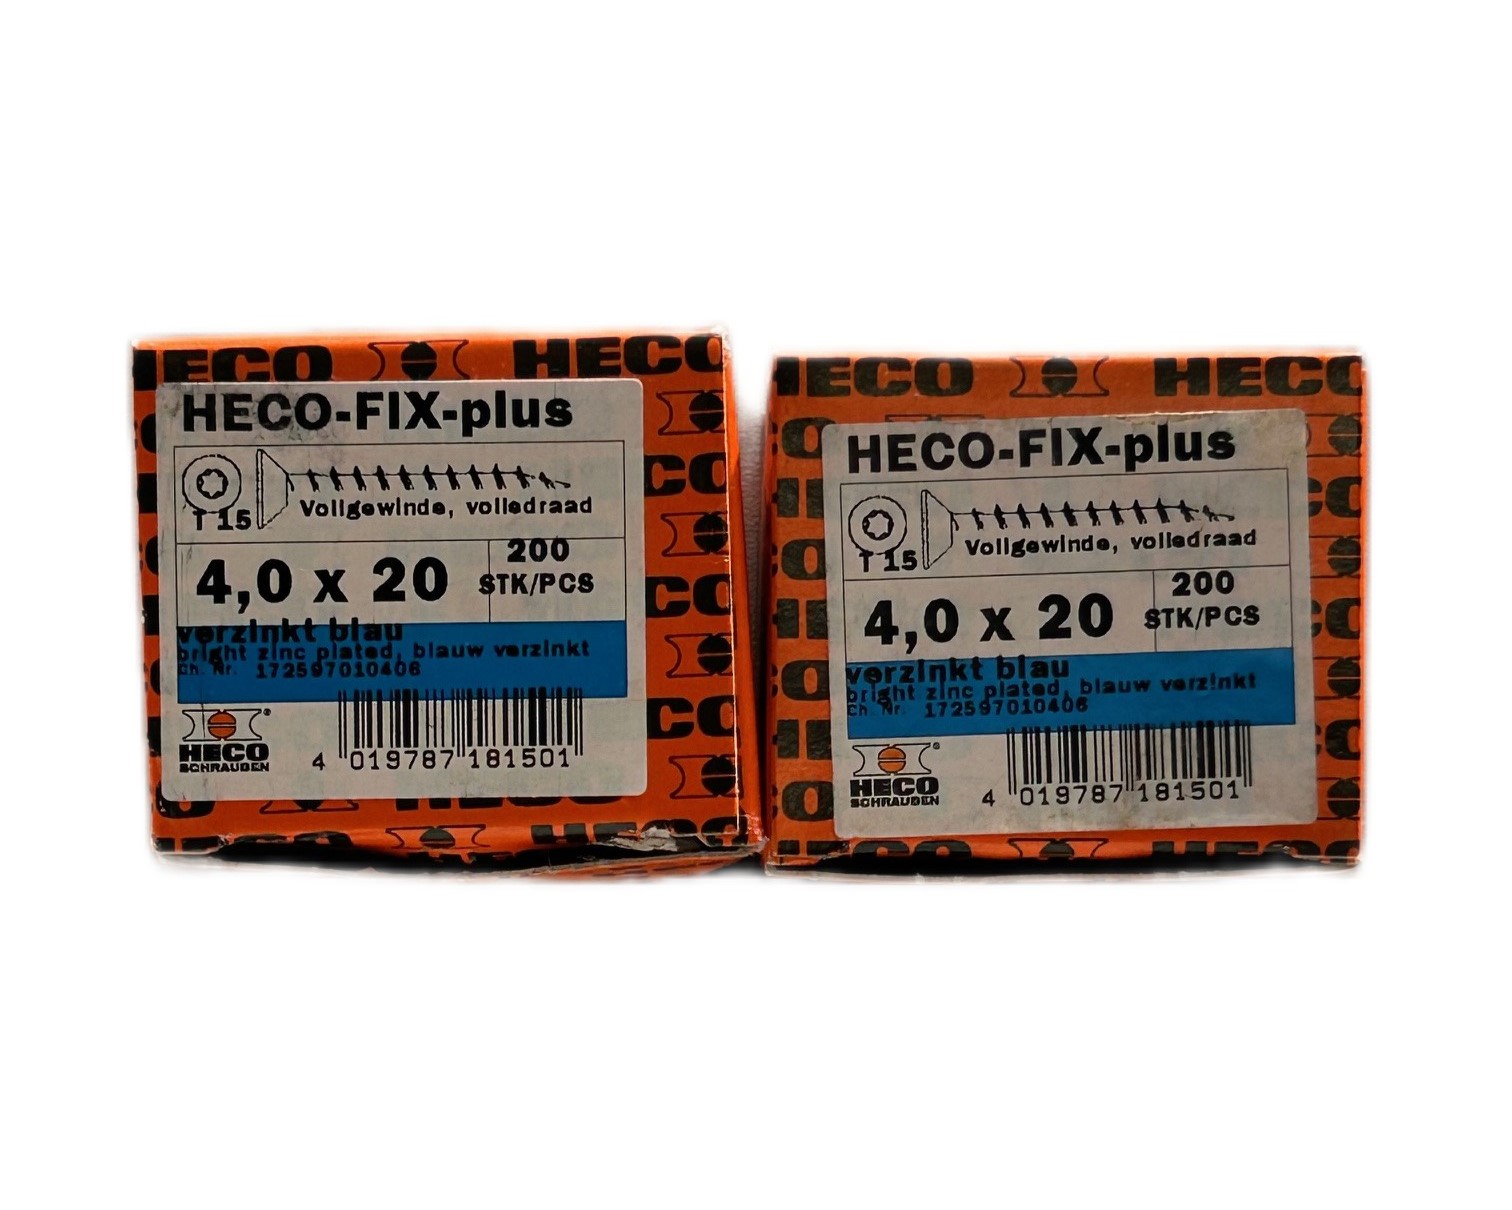 HECO HECO
HECO-FIX-plus
T 15
Vollgewinde, volledraad
4,0 x 20
200
STK/PCS
verzinkt blau
bright zinc plated, blauw verzinkt
Ch. Nr. 172597010406
HECO
SCHRAUBEN
4 019787 181501
HECO HECO
HECO-FIX-plus
T 15
Vollgewinde, volledraad
4,0 x 20
200
STK/PCS
verzinkt blau
bright zinc plated, blauw verzinkt
Ch. Nr. 172597010406
HECO
SCHRAUBEN
4 019787 181501